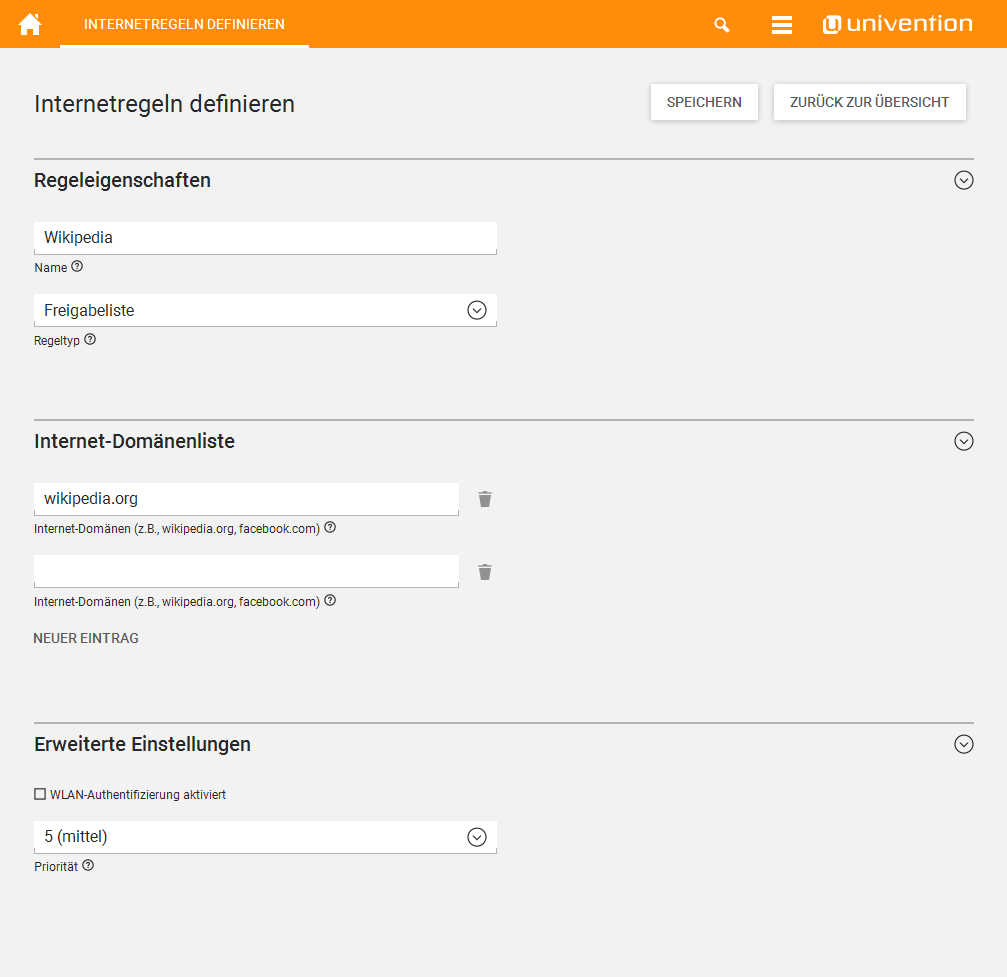 INTERNETREGELN DEFINIEREN
univention
Internetregeln definieren
SPEICHERN
ZURÜCK ZUR ÜBERSICHT
Regeleigenschaften
Wikipedia
Name
Freigabeliste
Regeltyp
Internet-Domänenliste
wikipedia.org
Internet-Domänen (z.B., wikipedia.org, facebook.com)
Internet-Domänen (z.B., wikipedia.org, facebook.com)
NEUER EINTRAG
Erweiterte Einstellungen
WLAN-Authentifizierung aktiviert
5 (mittel)
Priorität